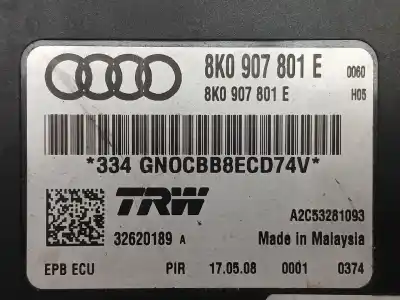 8K0 907 801 E 0060
8K0 907 801 E H05
*334 GN0CBB8ECD74V*
TRW
A2C53281093
32620189 A Made in Malaysia
EPB ECU PIR 17.05.08 0001 0374